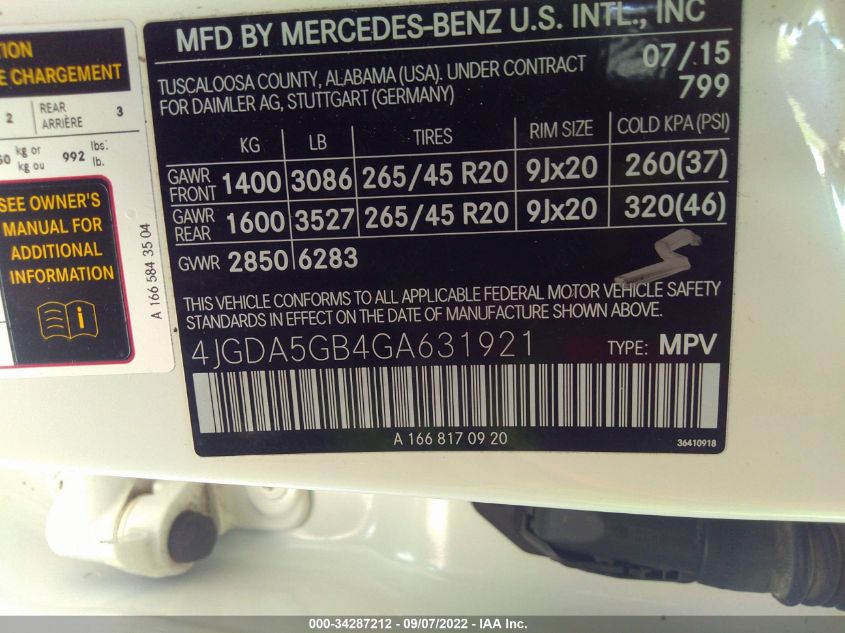 MFD BY MERCEDES-BENZ U.S. INTL., INC
TUSCALOOSA COUNTY, ALABAMA (USA). UNDER CONTRACT 07/15
FOR DAIMLER AG, STUTTGART (GERMANY) 799
KG LB TIRES RIM SIZE COLD KPA (PSI)
GAWR FRONT 1400 3086 265/45 R20 9Jx20 260(37)
GAWR REAR 1600 3527 265/45 R20 9Jx20 320(46)
GVWR 2850 6283
THIS VEHICLE CONFORMS TO ALL APPLICABLE FEDERAL MOTOR VEHICLE SAFETY
STANDARDS IN EFFECT ON THE DATE OF MANUFACTURE SHOWN ABOVE.
4JGDA5GB4GA631921 TYPE: MPV
A 166 817 09 20
36410918
CHARGEMENT
2 REAR ARRIÈRE 3
kg or kg ou 992 lbs. lb.
SEE OWNER'S
MANUAL FOR
ADDITIONAL
INFORMATION
A 166 584 35 04
000-34287212 - 09/07/2022 - IAA Inc.